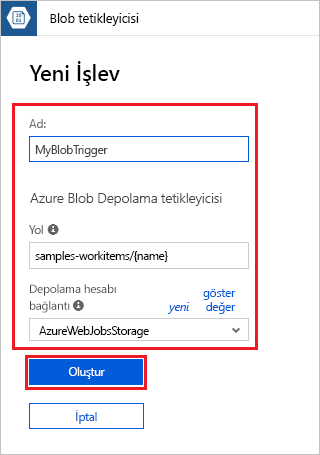 Blob tetikleyicisi
Yeni İşlev
Ad:
MyBlobTrigger
Azure Blob Depolama tetikleyicisi
Yol
samples-workitems/{name}
Depolama hesabı
bağlantı
göster
yeni değer
AzureWebJobsStorage
Oluştur
İptal